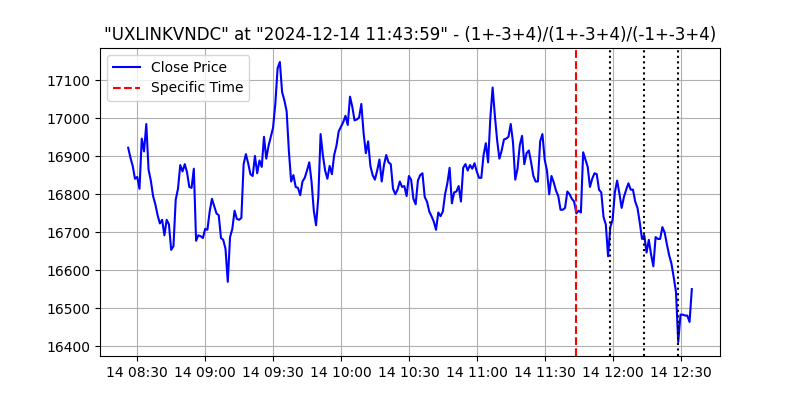 "UXLINKVNDC" at "2024-12-14 11:43:59" - (1+-3+4)/(1+-3+4)/(-1+-3+4)
Close Price
Specific Time
17100
17000
16900
16800
16700
16600
16500
16400
14 08:30 14 09:00 14 09:30 14 10:00 14 10:30 14 11:00 14 11:30 14 12:00 14 12:30